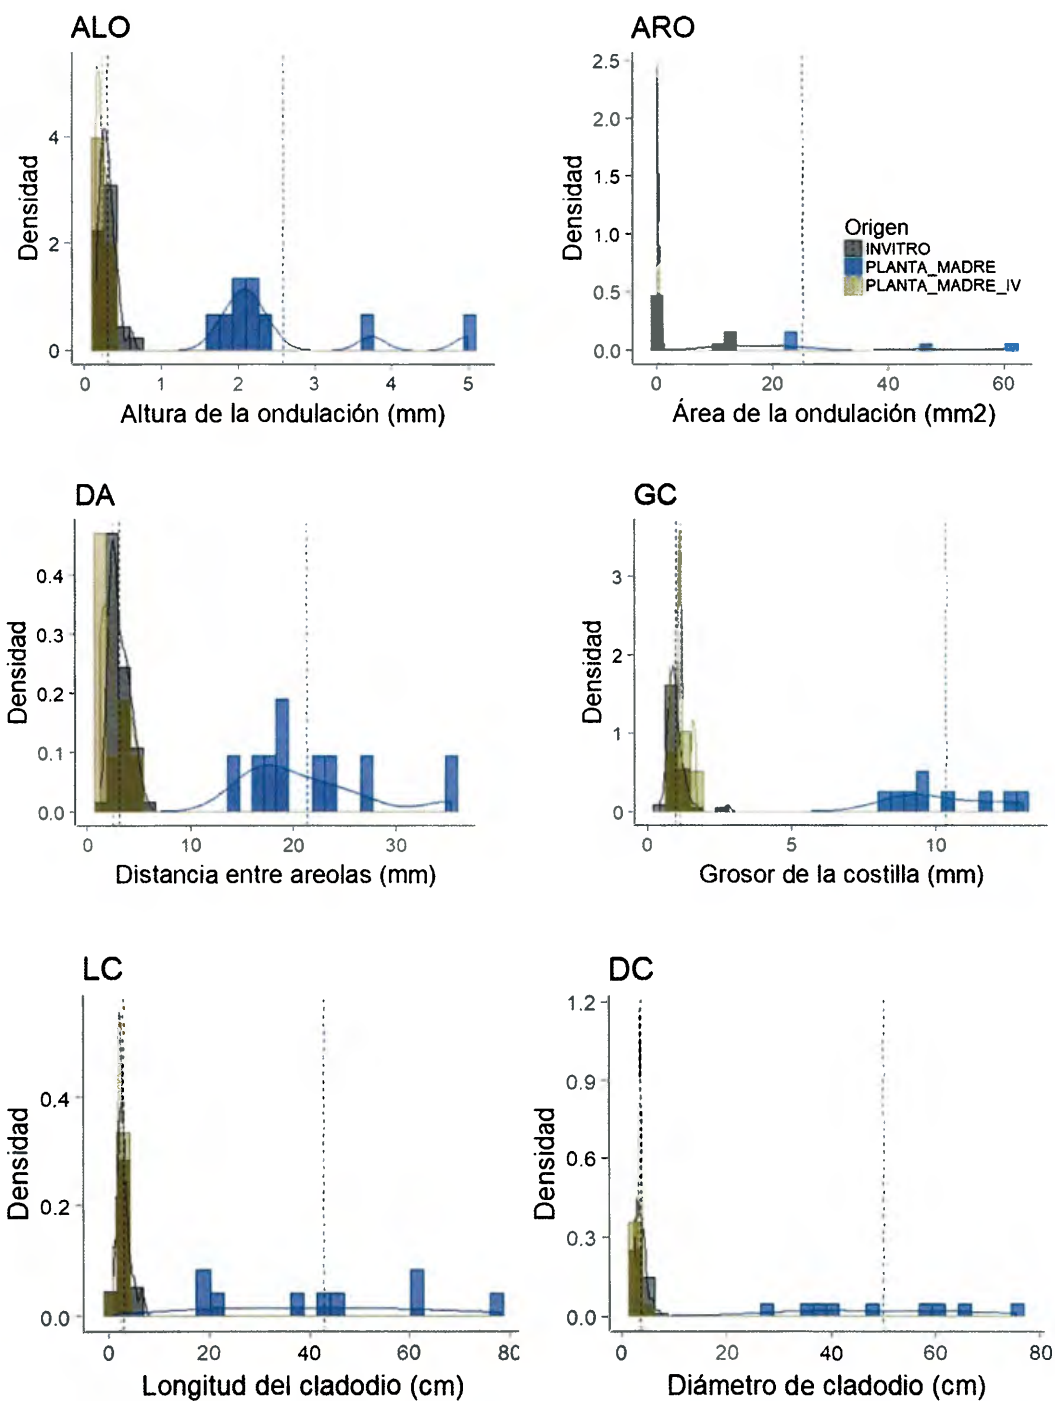 ALO
Densidad
4
2
0
0 1 2 3 4 5
Altura de la ondulación (mm)
ARO
Densidad
2.5
2.0
1.5
1.0
0.5
0.0
0 20 40 60
Área de la ondulación (mm2)
Origen
INVITRO
PLANTA_MADRE
PLANTA_MADRE_IV
DA
Densidad
0.4
0.3
0.2
0.1
0.0
0 10 20 30
Distancia entre areolas (mm)
GC
Densidad
3
2
1
0
0 5 10
Grosor de la costilla (mm)
LC
Densidad
0.4
0.2
0.0
0 20 40 60 80
Longitud del cladodio (cm)
DC
Densidad
1.2
0.9
0.6
0.3
0.0
0 20 40 60 80
Diámetro de cladodio (cm)